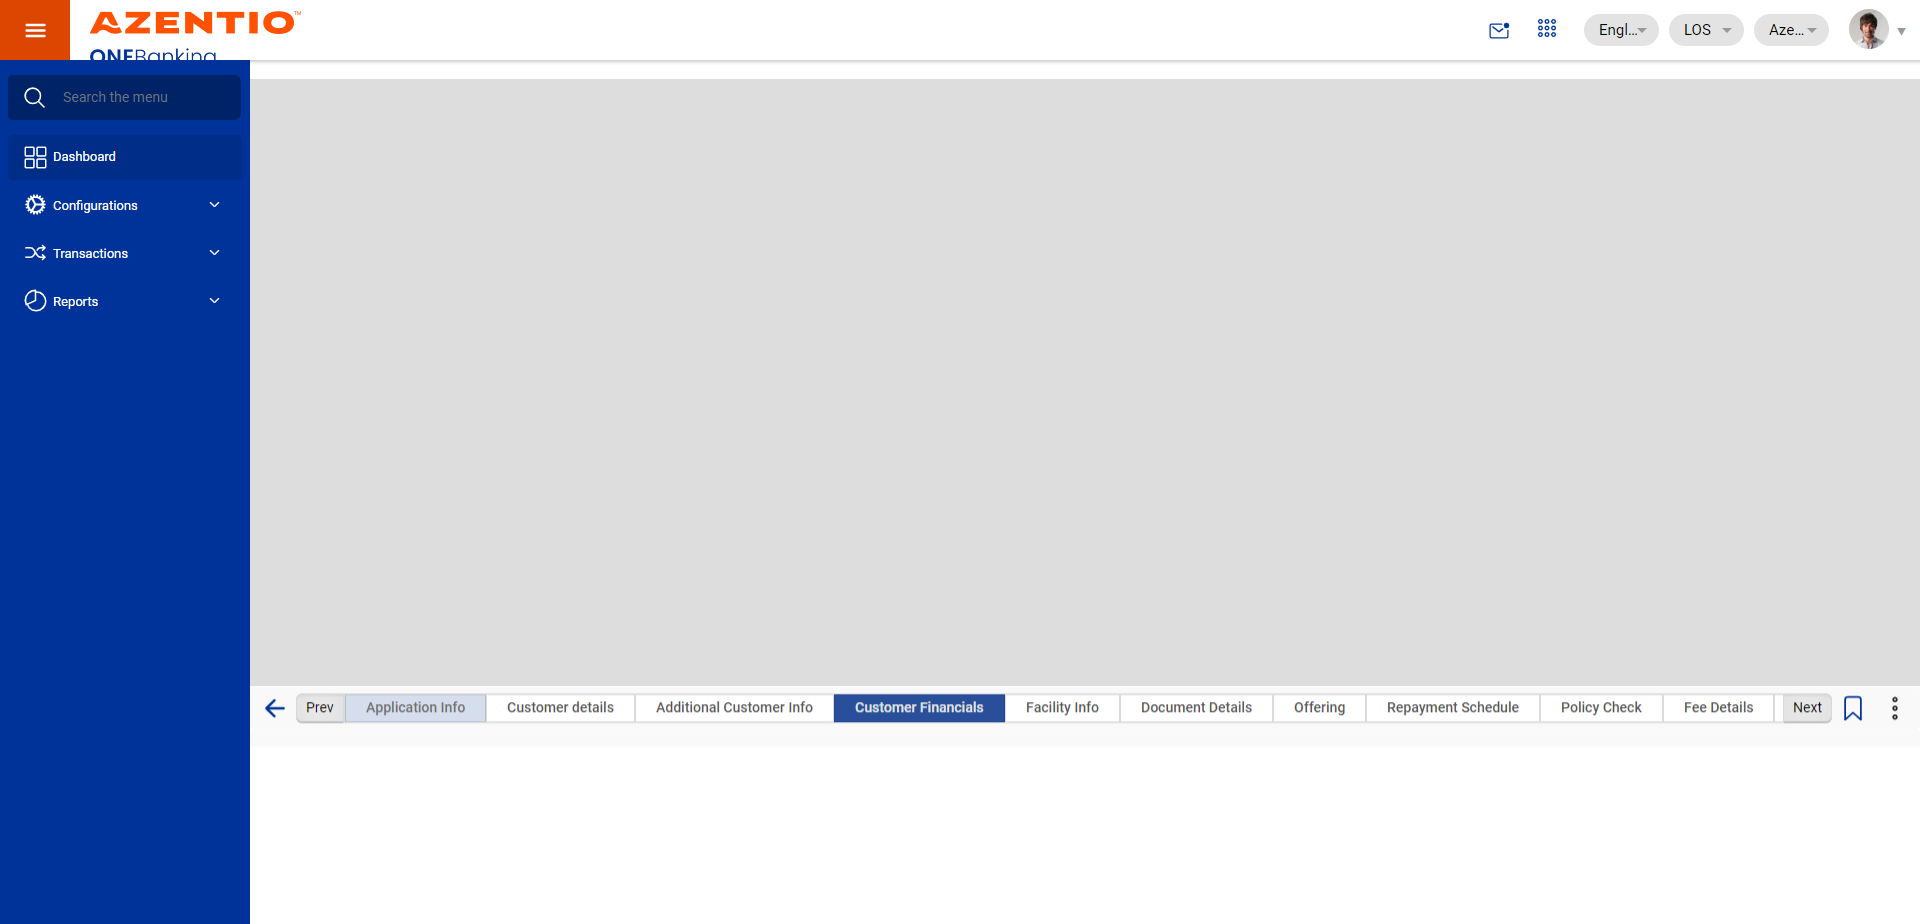 AZENTIO™
ONEBanking
Engl...
LOS
Aze...
Search the menu
Dashboard
Configurations
Transactions
Reports
Prev
Application Info
Customer details
Additional Customer Info
Customer Financials
Facility Info
Document Details
Offering
Repayment Schedule
Policy Check
Fee Details
Next